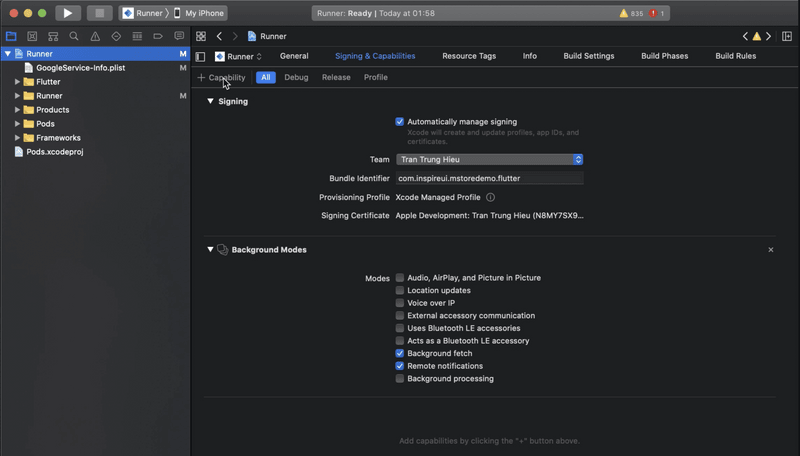 Runner
My iPhone
Runner: Ready | Today at 01:58
835
1
Runner
M
GoogleService-Info.plist
M
Flutter
Runner
M
Products
Pods
Frameworks
Pods.xcodeproj
Runner
Runner
General
Signing & Capabilities
Resource Tags
Info
Build Settings
Build Phases
Build Rules
+ Capability
All
Debug
Release
Profile
Signing
Automatically manage signing
Xcode will create and update profiles, app IDs, and
certificates.
Team
Tran Trung Hieu
Bundle Identifier
com.inspireui.mstoredemo.flutter
Provisioning Profile
Xcode Managed Profile
Signing Certificate
Apple Development: Tran Trung Hieu (N8MY7SX9...
Background Modes
Modes
Audio, AirPlay, and Picture in Picture
Location updates
Voice over IP
External accessory communication
Uses Bluetooth LE accessories
Acts as a Bluetooth LE accessory
Background fetch
Remote notifications
Background processing
Add capabilities by clicking the "+" button above.